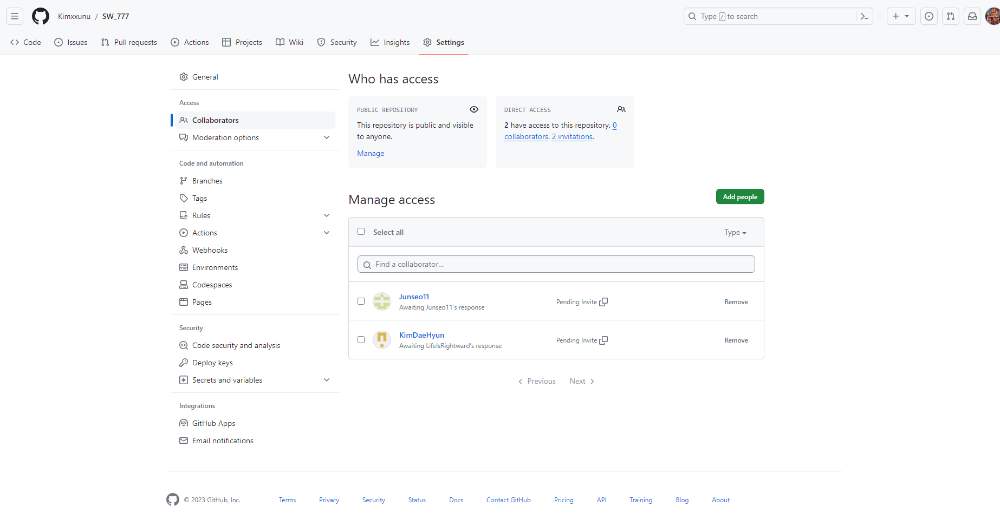 Kimxxunu / SW_777
Type / to search
Code
Issues
Pull requests
Actions
Projects
Wiki
Security
Insights
Settings
General
Access
Collaborators
Moderation options
Code and automation
Branches
Tags
Rules
Actions
Webhooks
Environments
Codespaces
Pages
Security
Code security and analysis
Deploy keys
Secrets and variables
Integrations
GitHub Apps
Email notifications
Who has access
PUBLIC REPOSITORY
This repository is public and visible
to anyone.
Manage
DIRECT ACCESS
2 have access to this repository. 0
collaborators. 2 invitations.
Manage access
Add people
Select all
Type
Find a collaborator...
Junseo11
Awaiting Junseo11's response
Pending Invite
Remove
KimDaeHyun
Awaiting LifeIsRightward's response
Pending Invite
Remove
Previous
Next
© 2023 GitHub, Inc.
Terms
Privacy
Security
Status
Docs
Contact GitHub
Pricing
API
Training
Blog
About